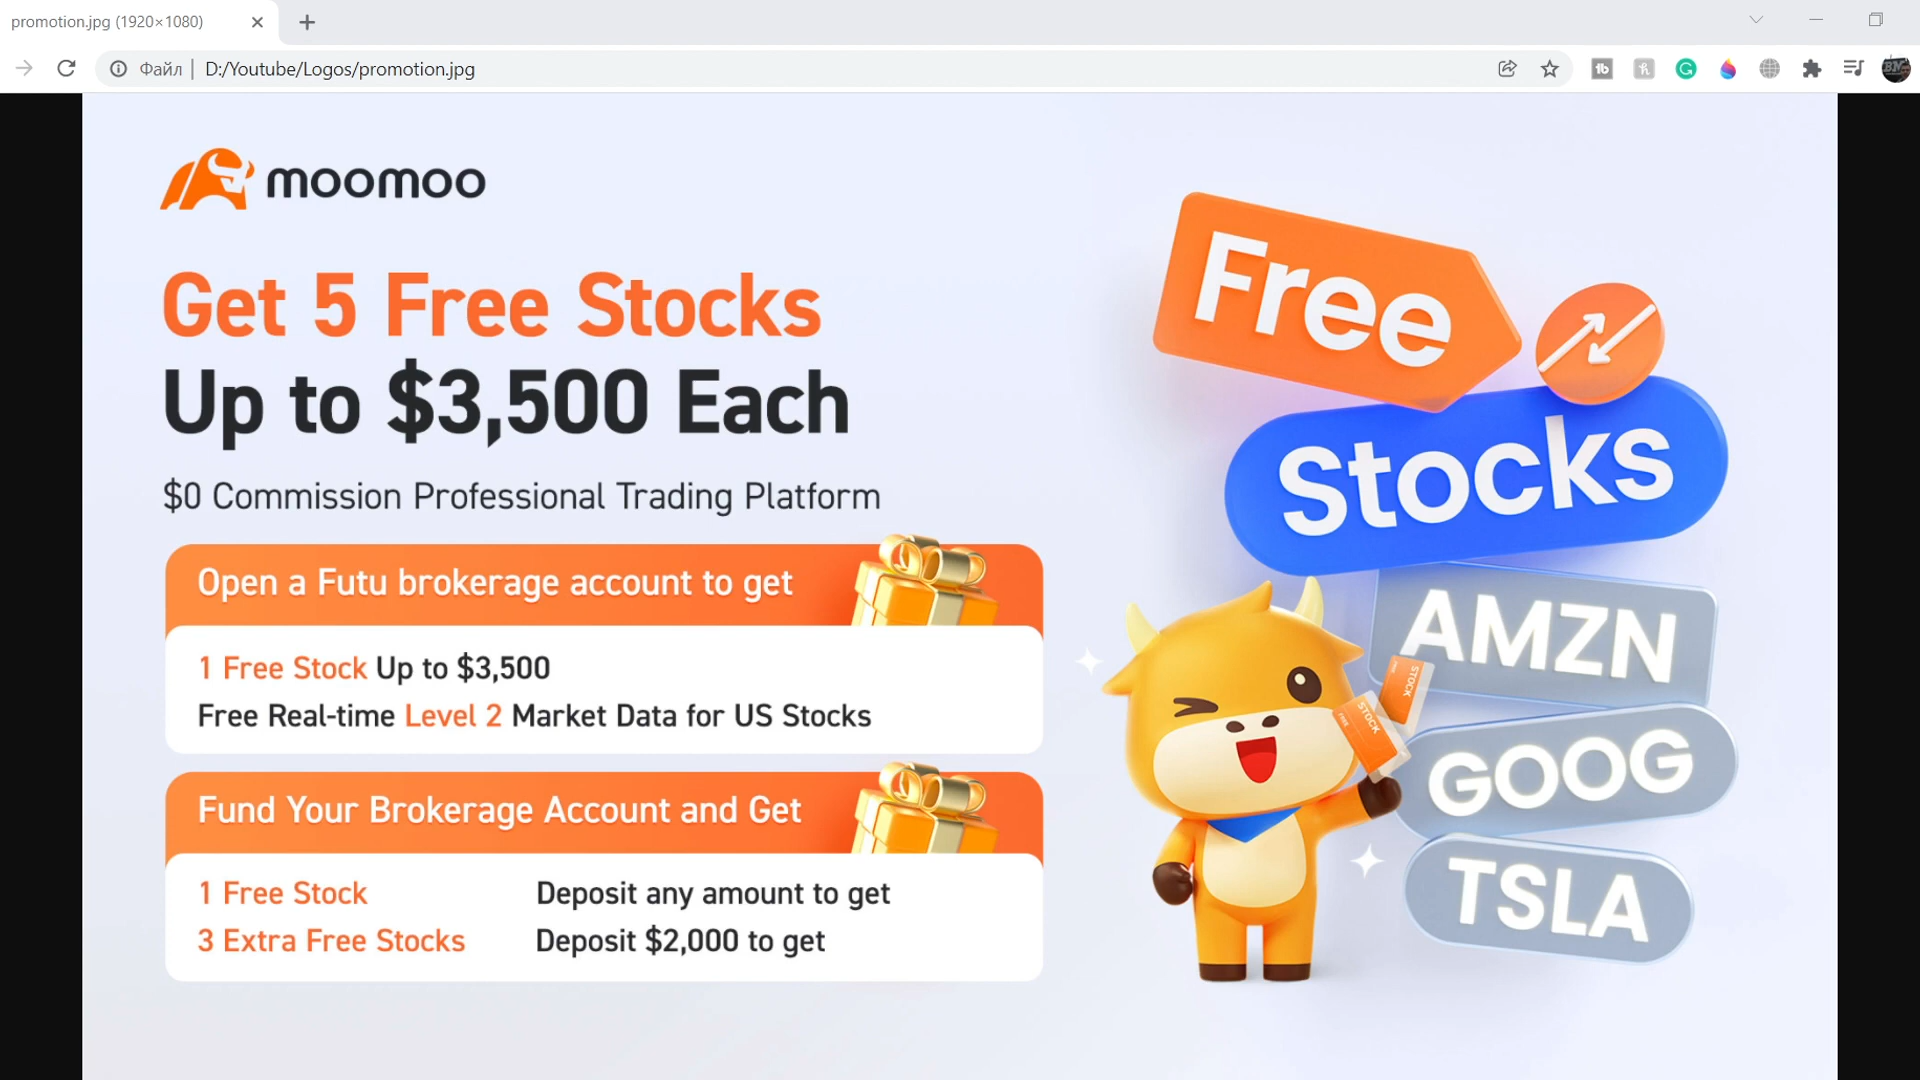 promotion.jpg (1920×1080)
Файл | D:/Youtube/Logos/promotion.jpg
moomoo
Get 5 Free Stocks
Up to $3,500 Each
$0 Commission Professional Trading Platform
Open a Futu brokerage account to get
1 Free Stock Up to $3,500
Free Real-time Level 2 Market Data for US Stocks
Fund Your Brokerage Account and Get
1 Free Stock Deposit any amount to get
3 Extra Free Stocks Deposit $2,000 to get
Free
Stocks
AMZN
GOOG
TSLA
STOCK
STOCK
FREE